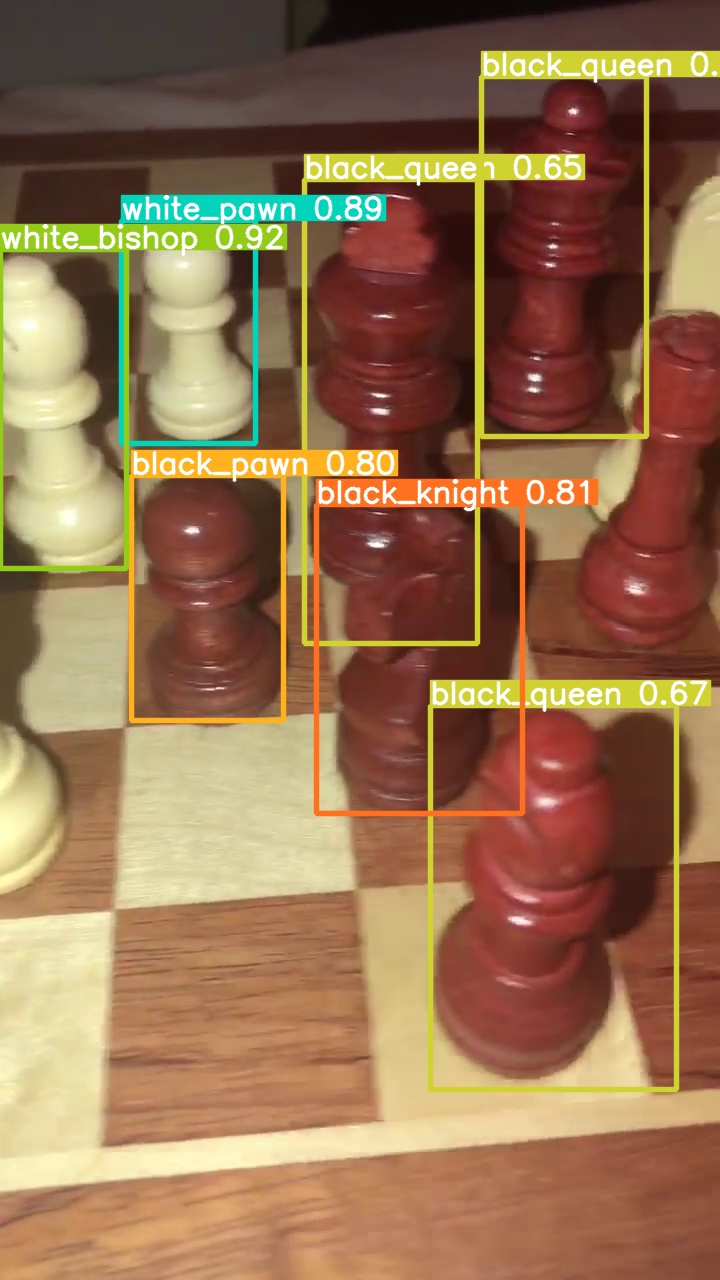 black_queen 0.
black_queen 0.65
white_pawn 0.89
white_bishop 0.92
black_pawn 0.80
black_knight 0.81
black_queen 0.67